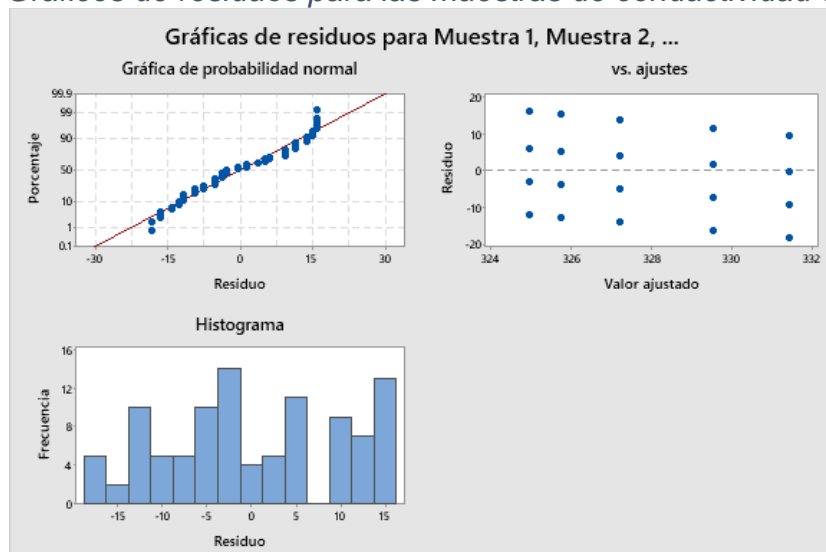 Gráficas de residuos para Muestra 1, Muestra 2, ...
Gráfica de probabilidad normal
99.9
99
90
50
10
1
0.1
Porcentaje
-30 -15 0 15 30
Residuo
vs. ajustes
20
10
0
-10
-20
Residuo
324 326 328 330 332
Valor ajustado
Histograma
16
12
8
4
0
Frecuencia
-15 -10 -5 0 5 10 15
Residuo